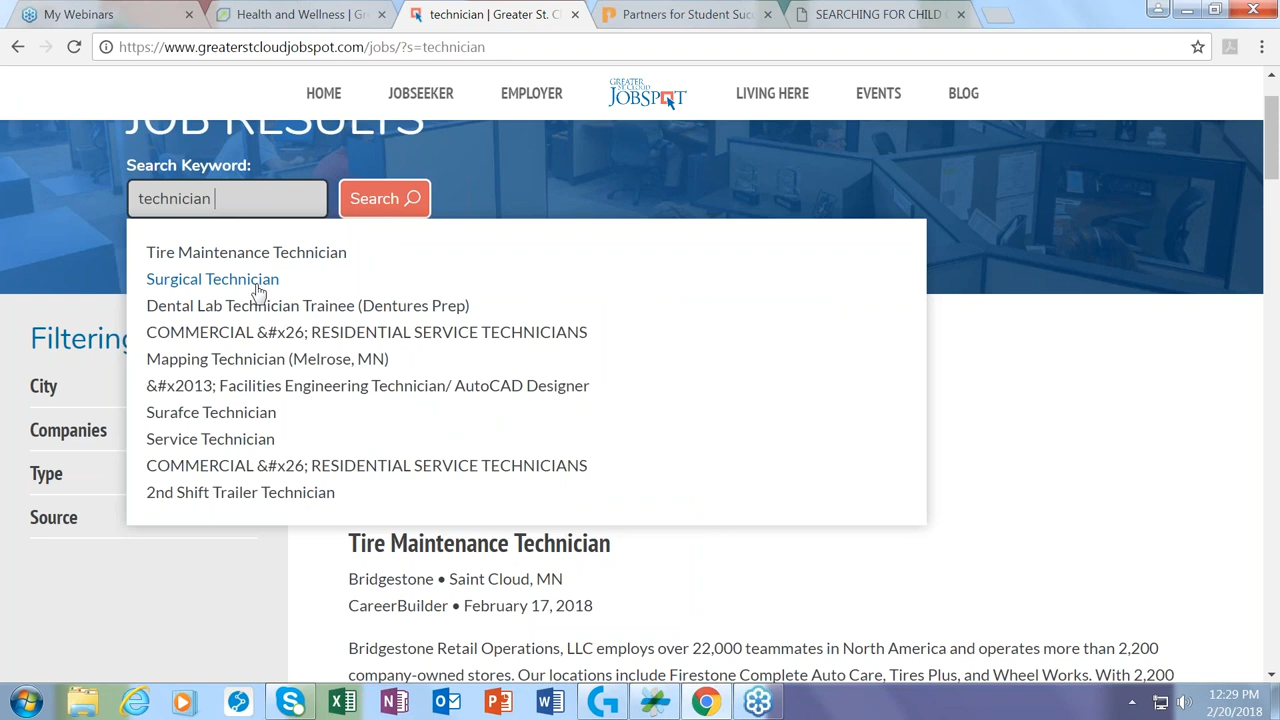 My Webinars
Health and Wellness | Gr
technician | Greater St. Cl
Partners for Student Succ
SEARCHING FOR CHILD
https://www.greaterstcloudjobspot.com/jobs/?s=technician
HOME
JOBSEEKER
EMPLOYER
GREATER ST. CLOUD
JOBSPOT
LIVING HERE
EVENTS
BLOG
JOB RESULTS
Search Keyword:
technician
Search
Tire Maintenance Technician
Surgical Technician
Dental Lab Technician Trainee (Dentures Prep)
COMMERCIAL &#x26; RESIDENTIAL SERVICE TECHNICIANS
Mapping Technician (Melrose, MN)
&#x2013; Facilities Engineering Technician/ AutoCAD Designer
Surafce Technician
Service Technician
COMMERCIAL &#x26; RESIDENTIAL SERVICE TECHNICIANS
2nd Shift Trailer Technician
Filtering
City
Companies
Type
Source
Tire Maintenance Technician
Bridgestone • Saint Cloud, MN
CareerBuilder • February 17, 2018
Bridgestone Retail Operations, LLC employs over 22,000 teammates in North America and operates more than 2,200
company-owned stores. Our locations include Firestone Complete Auto Care, Tires Plus, and Wheel Works. With 2,200
12:29 PM
2/20/2018